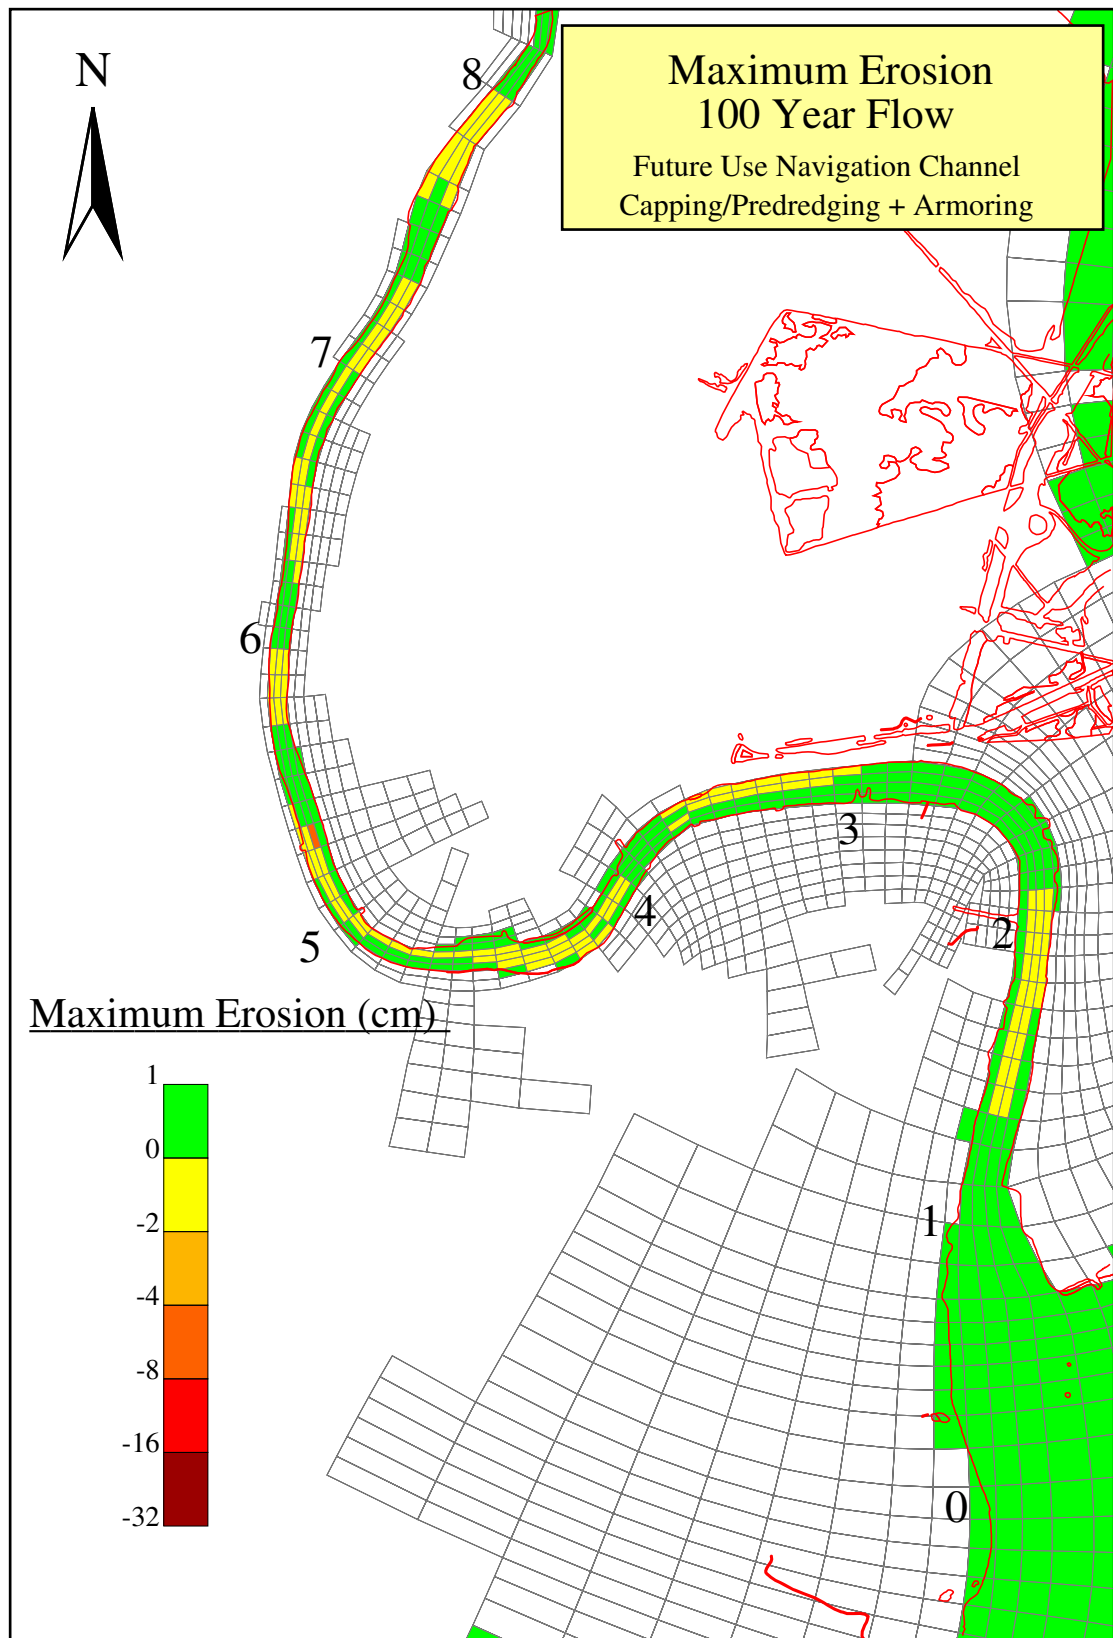 N
8
Maximum Erosion
100 Year Flow
Future Use Navigation Channel
Capping/Predredging + Armoring
7
6
3
4
2
5
Maximum Erosion (cm)
1
0
-2
-4
-8
-16
-32
1
0